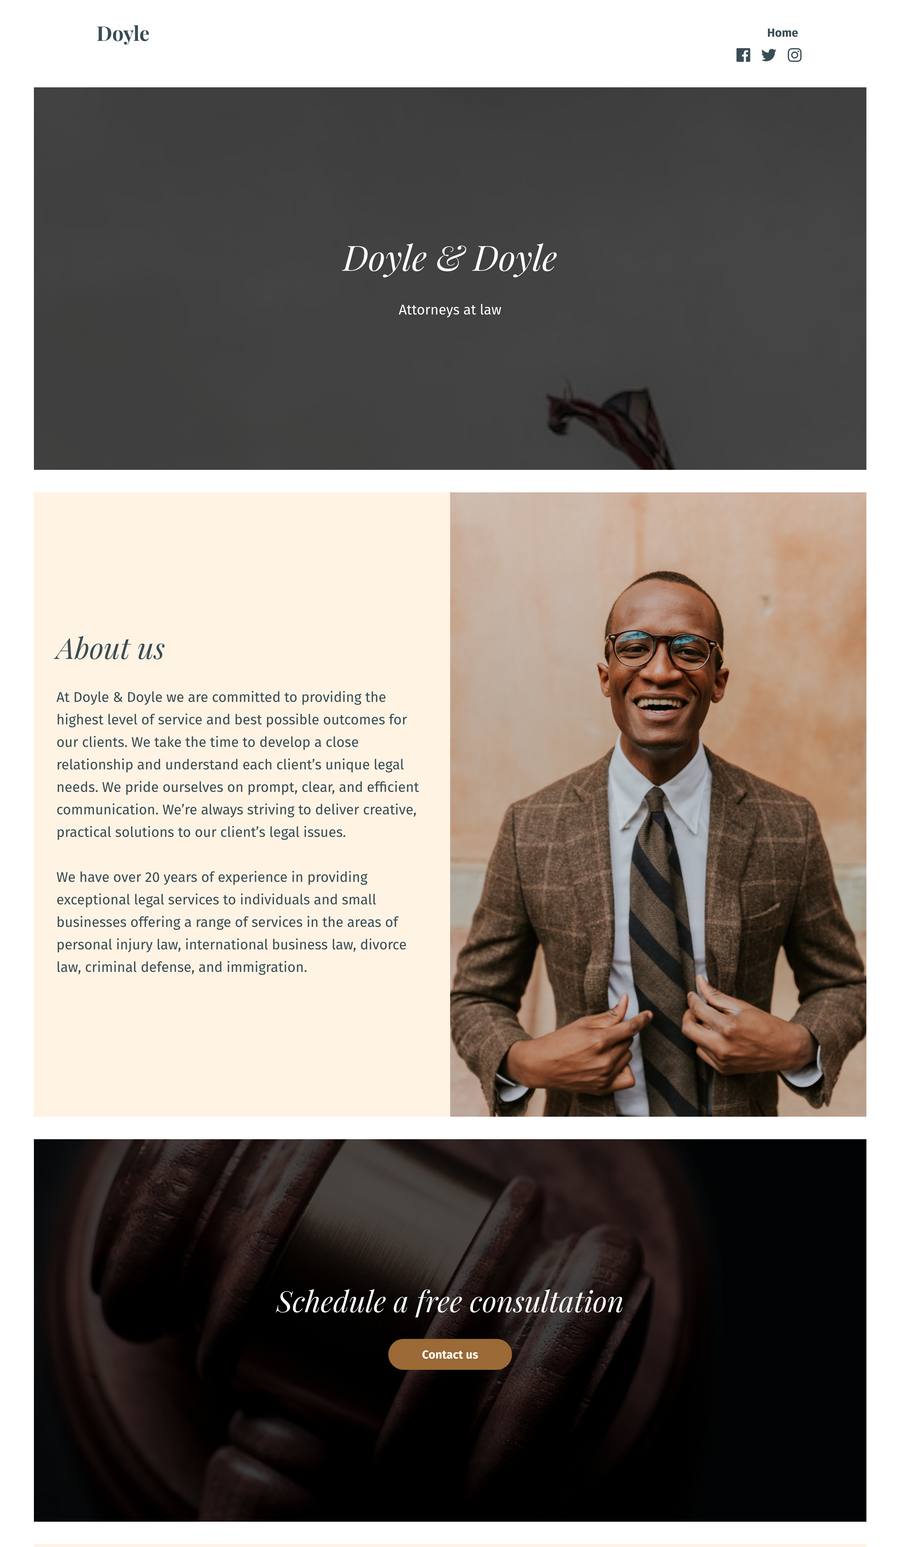 Doyle
Home
Doyle & Doyle
Attorneys at law
About us
At Doyle & Doyle we are committed to providing the
highest level of service and best possible outcomes for
our clients. We take the time to develop a close
relationship and understand each client’s unique legal
needs. We pride ourselves on prompt, clear, and efficient
communication. We’re always striving to deliver creative,
practical solutions to our client’s legal issues.
We have over 20 years of experience in providing
exceptional legal services to individuals and small
businesses offering a range of services in the areas of
personal injury law, international business law, divorce
law, criminal defense, and immigration.
Schedule a free consultation
Contact us